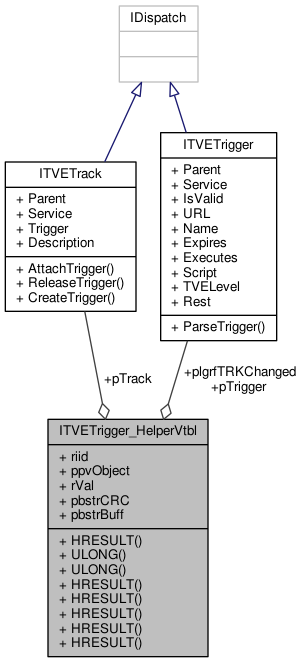 IDispatch
ITVETrack
+ Parent
+ Service
+ Trigger
+ Description
+ AttachTrigger()
+ ReleaseTrigger()
+ CreateTrigger()
ITVETrigger
+ Parent
+ Service
+ IsValid
+ URL
+ Name
+ Expires
+ Executes
+ Script
+ TVELevel
+ Rest
+ ParseTrigger()
+pTrack
+plgrfTRKChanged
+pTrigger
ITVETrigger_HelperVtbl
+ riid
+ ppvObject
+ rVal
+ pbstrCRC
+ pbstrBuff
+ HRESULT()
+ ULONG()
+ ULONG()
+ HRESULT()
+ HRESULT()
+ HRESULT()
+ HRESULT()
+ HRESULT()